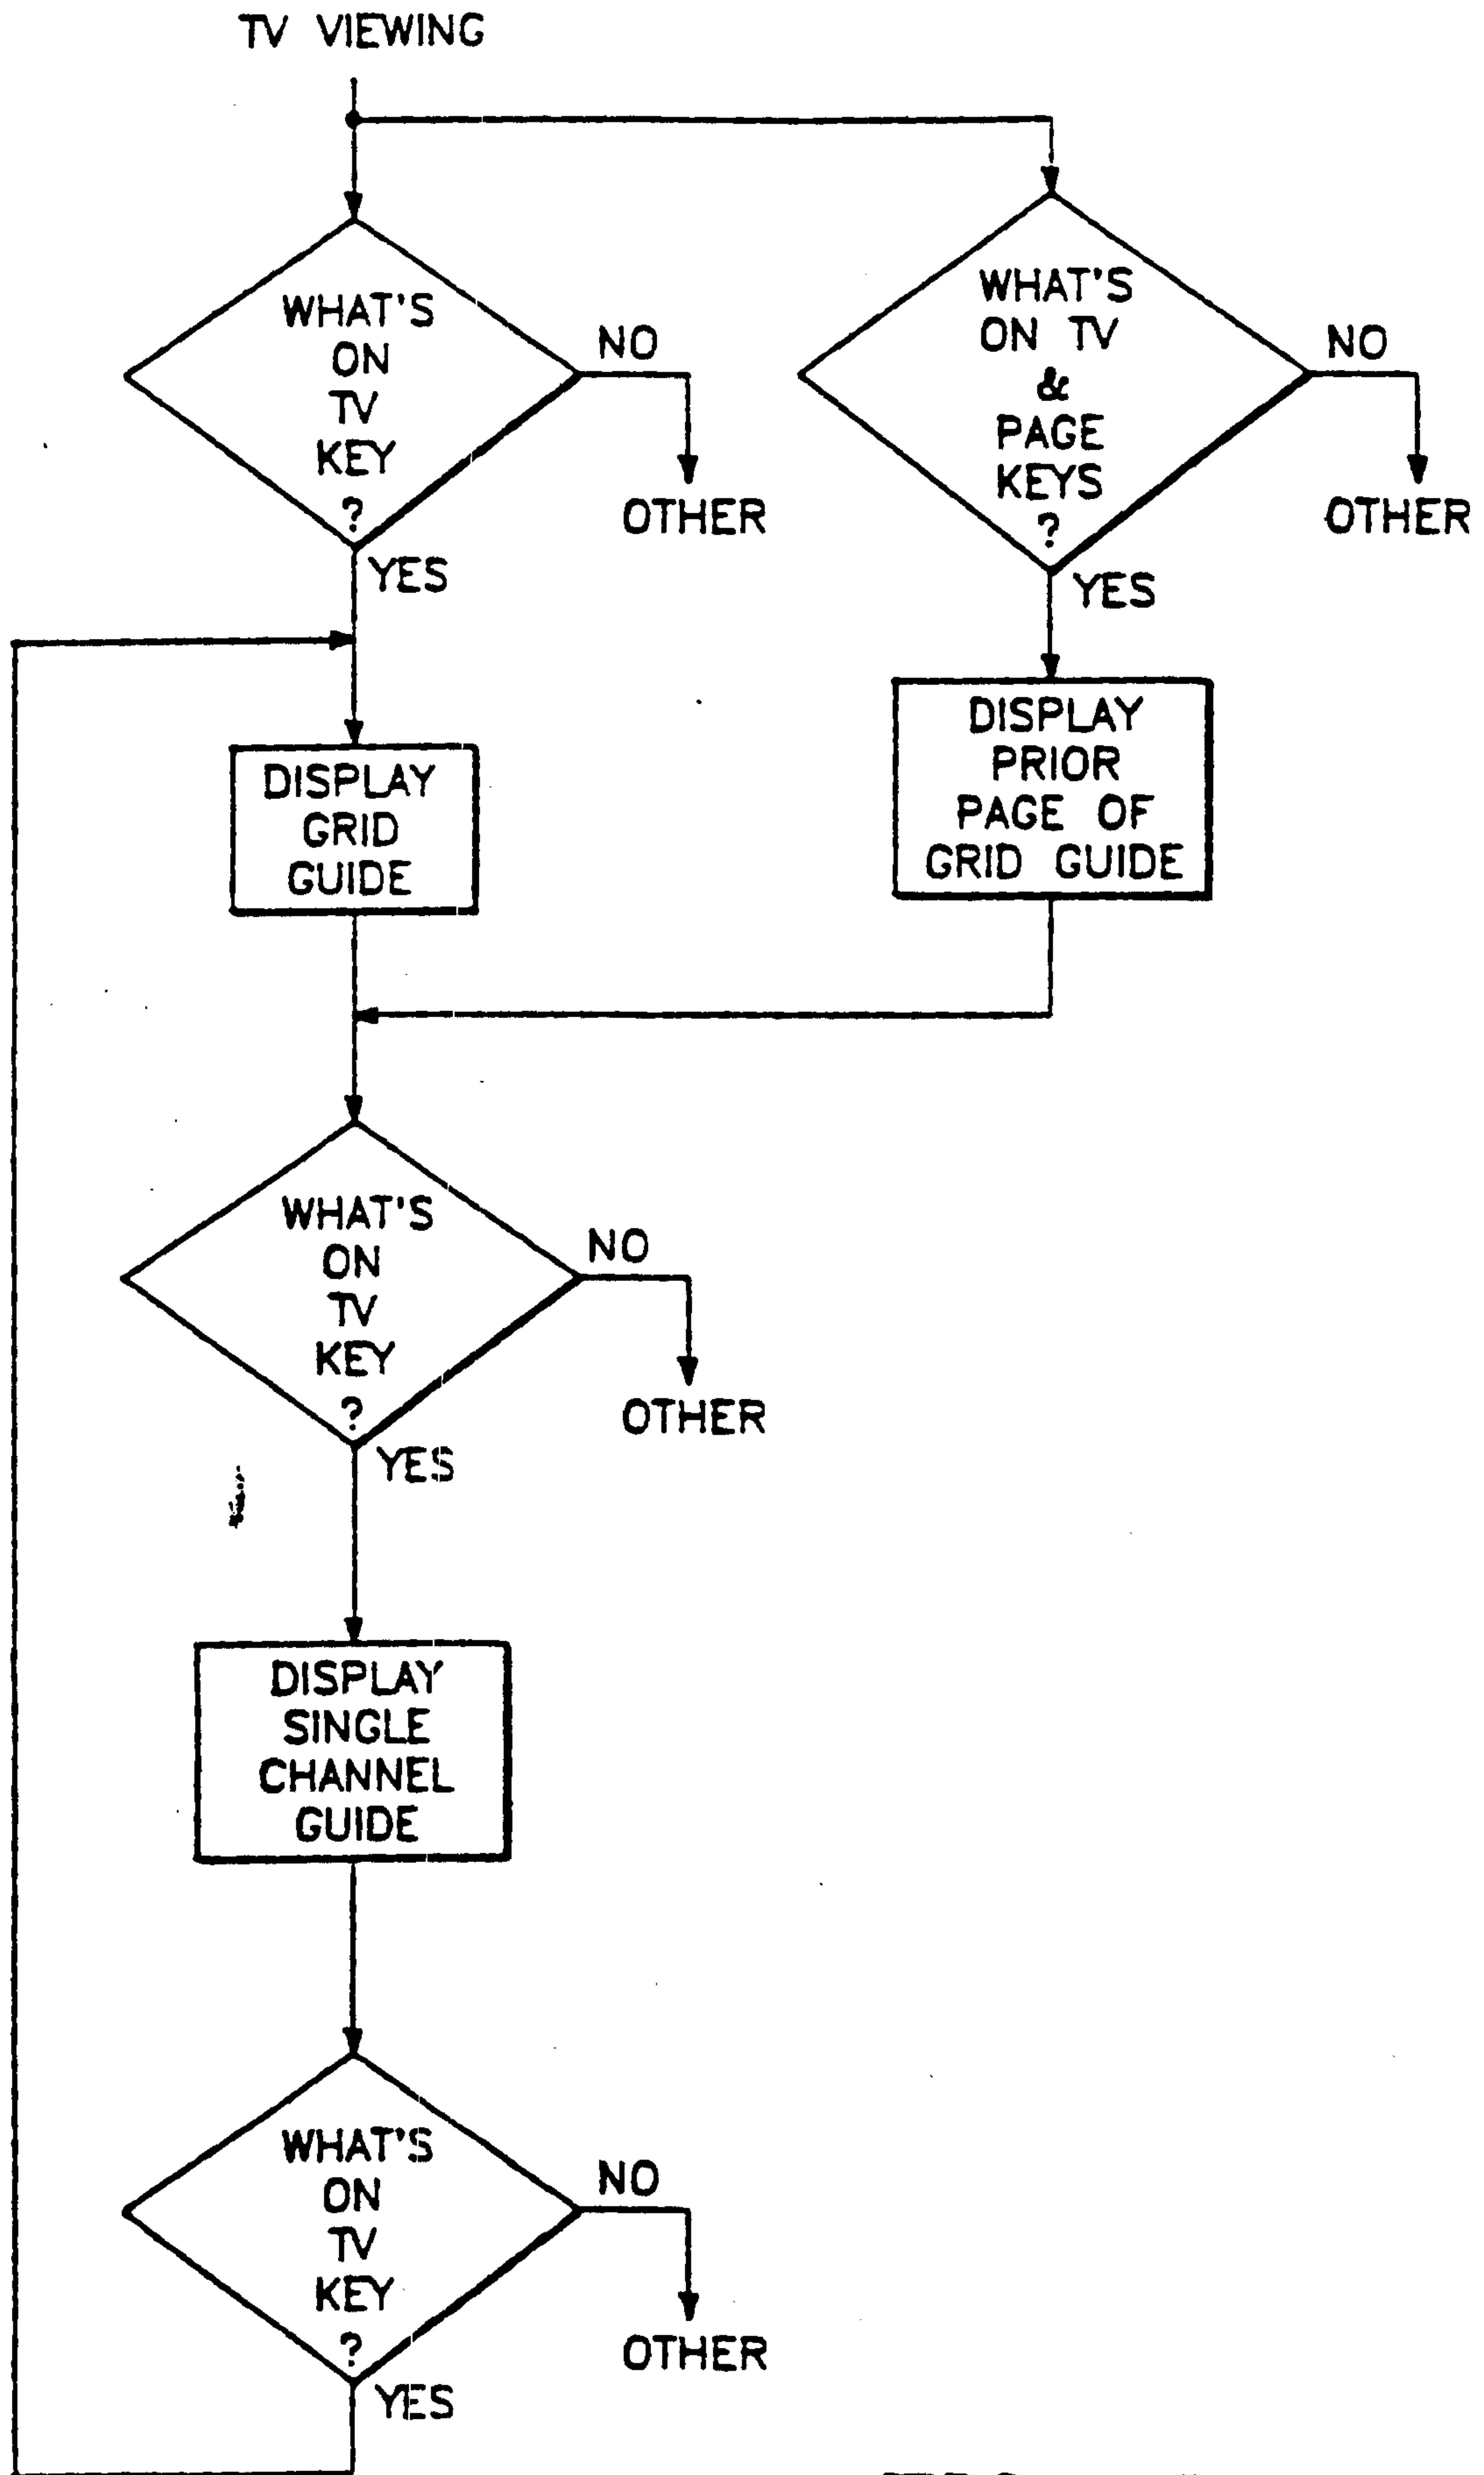 TV VIEWING
WHAT'S
ON
TV
KEY
?
NO
OTHER
YES
WHAT'S
ON TV
&
PAGE
KEYS
?
NO
OTHER
YES
DISPLAY
GRID
GUIDE
DISPLAY
PRIOR
PAGE OF
GRID GUIDE
WHAT'S
ON
TV
KEY
?
NO
OTHER
YES
DISPLAY
SINGLE
CHANNEL
GUIDE
WHAT'S
ON
TV
KEY
?
NO
OTHER
YES